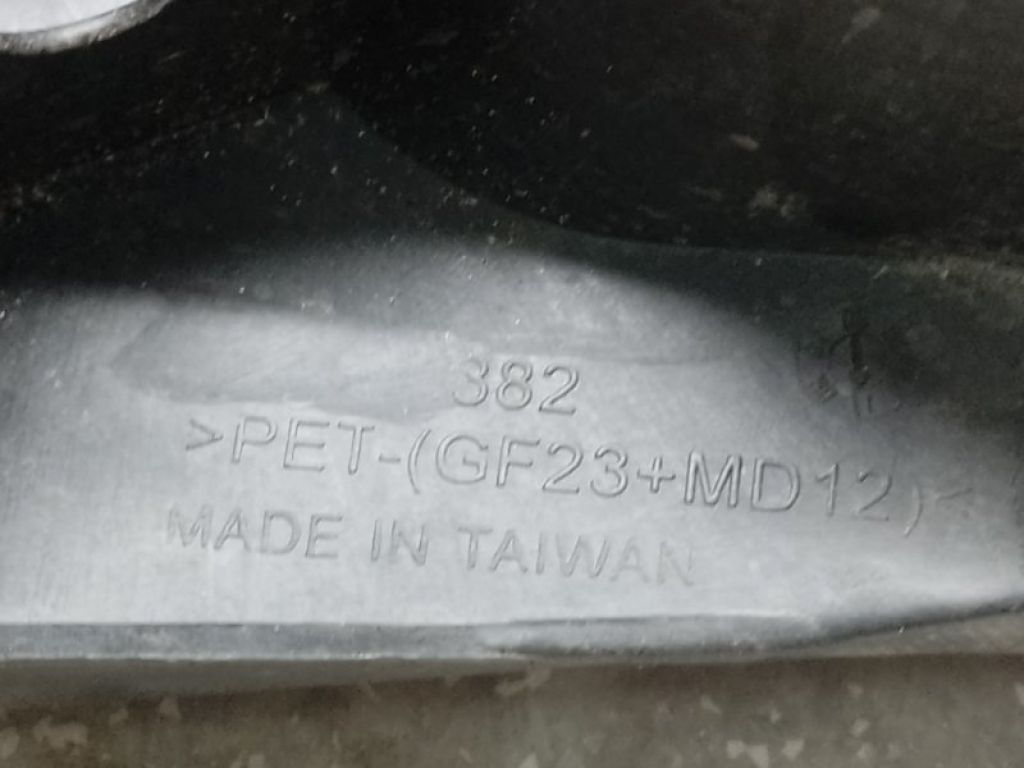 382
>PET-(GF23+MD12)<
MADE IN TAIWAN